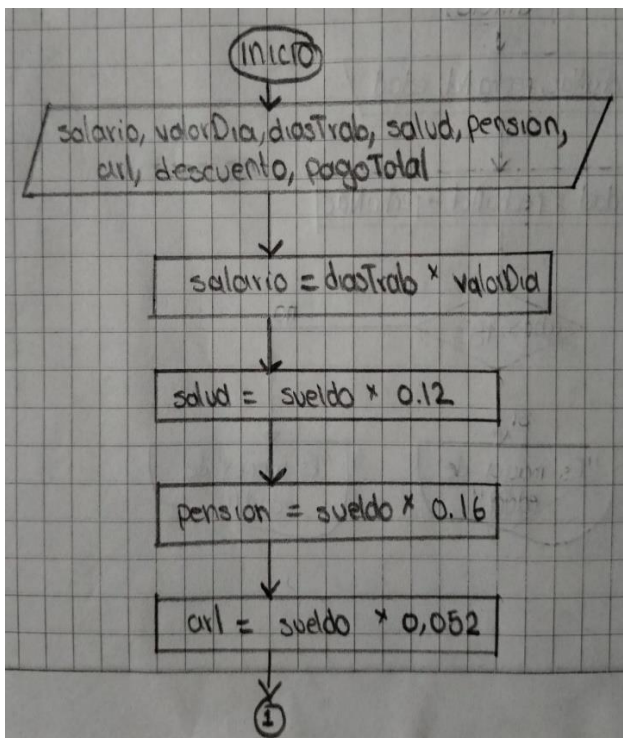 inicio
salario, valorDia, diasTrab, salud, pension,
arl, descuento, pagoTotal
salario = diasTrab * valorDia
salud = sueldo * 0.12
pension = sueldo * 0.16
arl = sueldo * 0,052
1